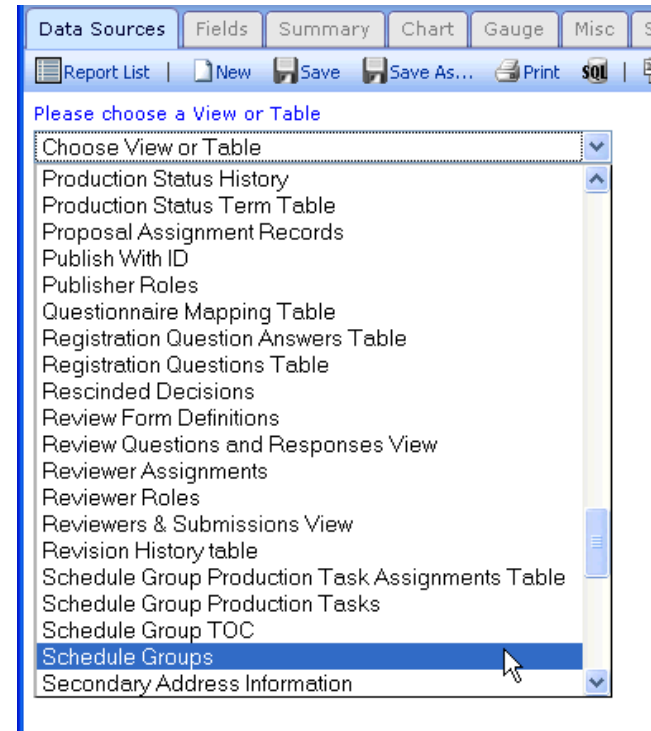 Data Sources Fields Summary Chart Gauge Misc S
Report List | New Save Save As... Print SQL |
Please choose a View or Table
Choose View or Table
Production Status History
Production Status Term Table
Proposal Assignment Records
Publish With ID
Publisher Roles
Questionnaire Mapping Table
Registration Question Answers Table
Registration Questions Table
Rescinded Decisions
Review Form Definitions
Review Questions and Responses View
Reviewer Assignments
Reviewer Roles
Reviewers & Submissions View
Revision History table
Schedule Group Production Task Assignments Table
Schedule Group Production Tasks
Schedule Group TOC
Schedule Groups
Secondary Address Information